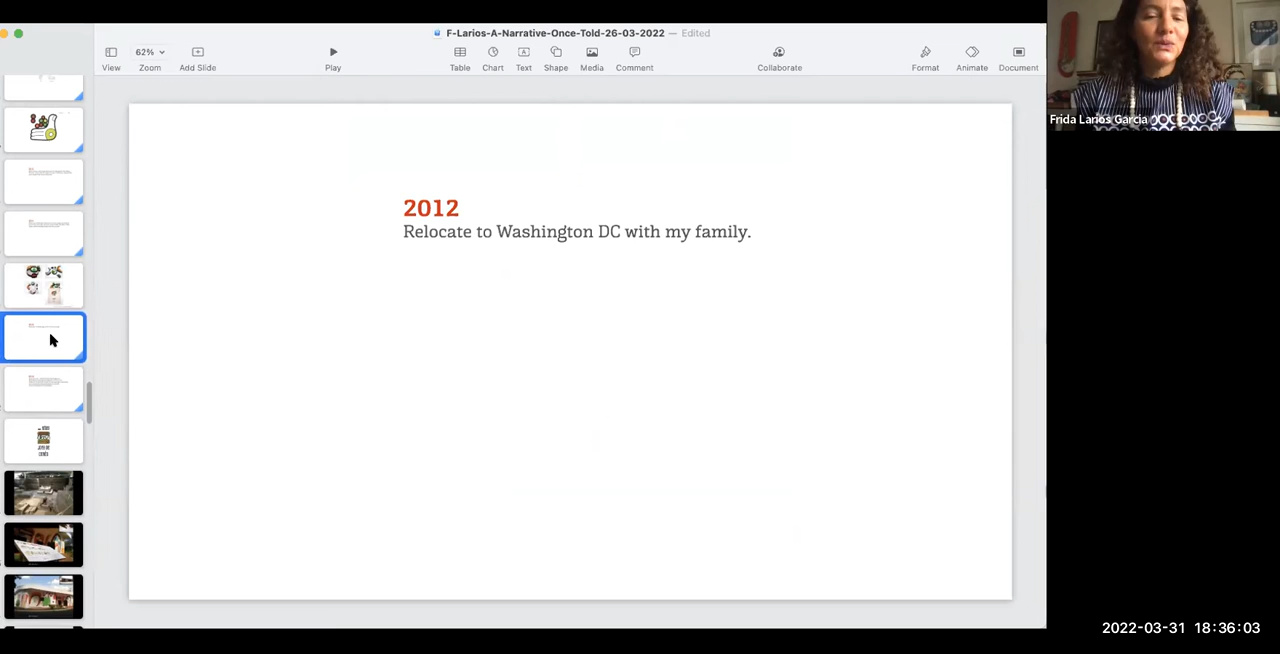 F-Larios-A-Narrative-Once-Told-26-03-2022 — Edited
62%
View
Zoom
Add Slide
Play
Table
Chart
Text
Shape
Media
Comment
Collaborate
Format
Animate
Document
Frida Larios Garcia
2012
Relocate to Washington DC with my family.
2022-03-31 18:36:03